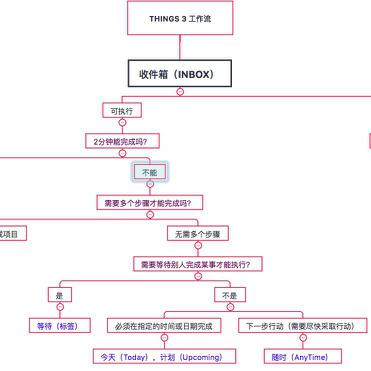 THINGS 3 工作流
收件箱（INBOX）
可执行
2分钟能完成吗?
不能
需要多个步骤才能完成吗?
项目
无需多个步骤
需要等待别人完成某事才能执行?
是
不是
等待（标签）
必须在指定的时间或日期完成
下一步行动（需要尽快采取行动）
今天（Today），计划（Upcoming）
随时（AnyTime）